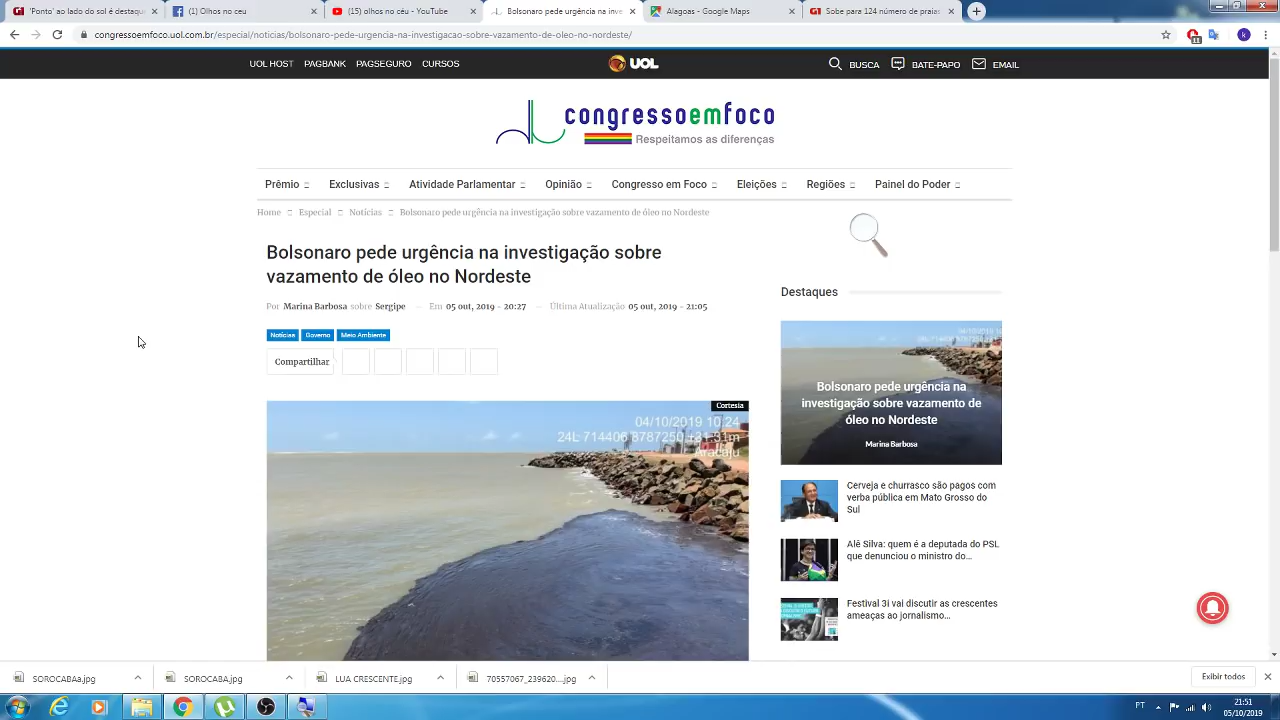 'Ponto' ao lado do sol é destaqu
(1) Olhos no ceu
(15) olhos no céu - YouTube
Bolsonaro pede urgência na inve
Alagoas - Google Maps
Sobe para 124 número de praias
congressoemfoco.uol.com.br/especial/noticias/bolsonaro-pede-urgencia-na-investigacao-sobre-vazamento-de-oleo-no-nordeste/
11
k
UOL HOST PAGBANK PAGSEGURO CURSOS
UOL
BUSCA BATE-PAPO EMAIL
congressoemfoco
Respeitamos as diferenças
Prêmio Exclusivas Atividade Parlamentar Opinião Congresso em Foco Eleições Regiões Painel do Poder
Home Especial Notícias Bolsonaro pede urgência na investigação sobre vazamento de óleo no Nordeste
Bolsonaro pede urgência na investigação sobre
vazamento de óleo no Nordeste
Por Marina Barbosa sobre Sergipe — Em 05 out, 2019 - 20:27 — Última Atualização 05 out, 2019 - 21:05
Notícias Governo Meio Ambiente
Compartilhar
Cortesia
04/10/2019 10:24
24L 714406 8787250 +21.31m
Aracaju
Destaques
Bolsonaro pede urgência na
investigação sobre vazamento de
óleo no Nordeste
Marina Barbosa
Cerveja e churrasco são pagos com
verba pública em Mato Grosso do
Sul
Alê Silva: quem é a deputada do PSL
que denunciou o ministro do...
Festival 3i vai discutir as crescentes
ameaças ao jornalismo...
SOROCABAa.jpg
SOROCABA.jpg
LUA CRESCENTE.jpg
70557067_239620....jpg
Exibir todos
PT
21:51
05/10/2019